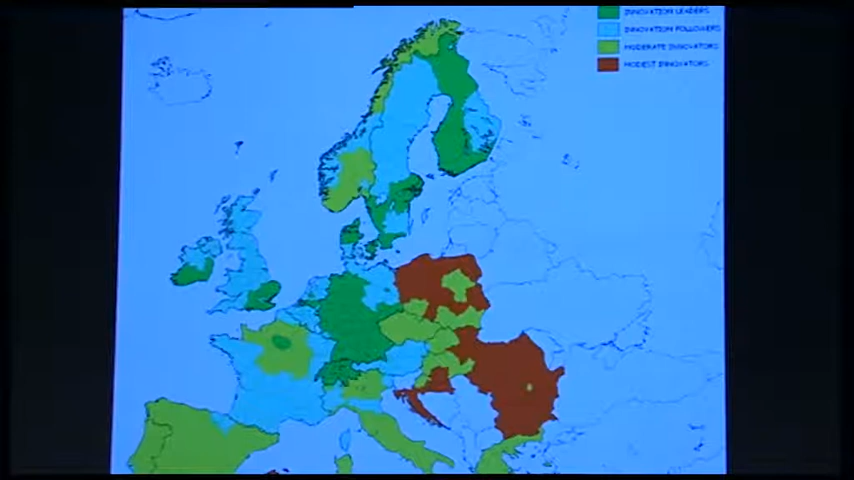 INNOVATION LEADERS
INNOVATION FOLLOWERS
MODERATE INNOVATORS
MODEST INNOVATORS